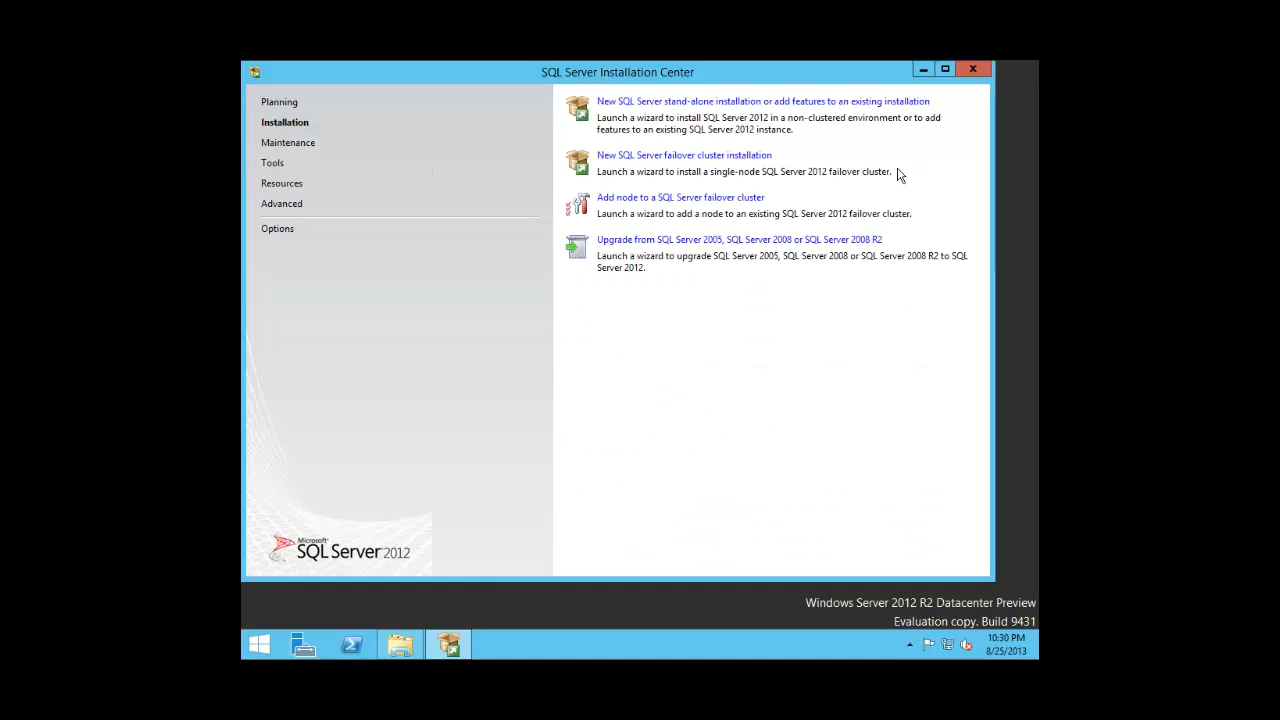 SQL Server Installation Center
Planning
Installation
Maintenance
Tools
Resources
Advanced
Options
New SQL Server stand-alone installation or add features to an existing installation
Launch a wizard to install SQL Server 2012 in a non-clustered environment or to add
features to an existing SQL Server 2012 instance.
New SQL Server failover cluster installation
Launch a wizard to install a single-node SQL Server 2012 failover cluster.
Add node to a SQL Server failover cluster
Launch a wizard to add a node to an existing SQL Server 2012 failover cluster.
Upgrade from SQL Server 2005, SQL Server 2008 or SQL Server 2008 R2
Launch a wizard to upgrade SQL Server 2005, SQL Server 2008 or SQL Server 2008 R2 to SQL
Server 2012.
Microsoft®
SQL Server 2012
Windows Server 2012 R2 Datacenter Preview
Evaluation copy. Build 9431
10:30 PM
8/25/2013